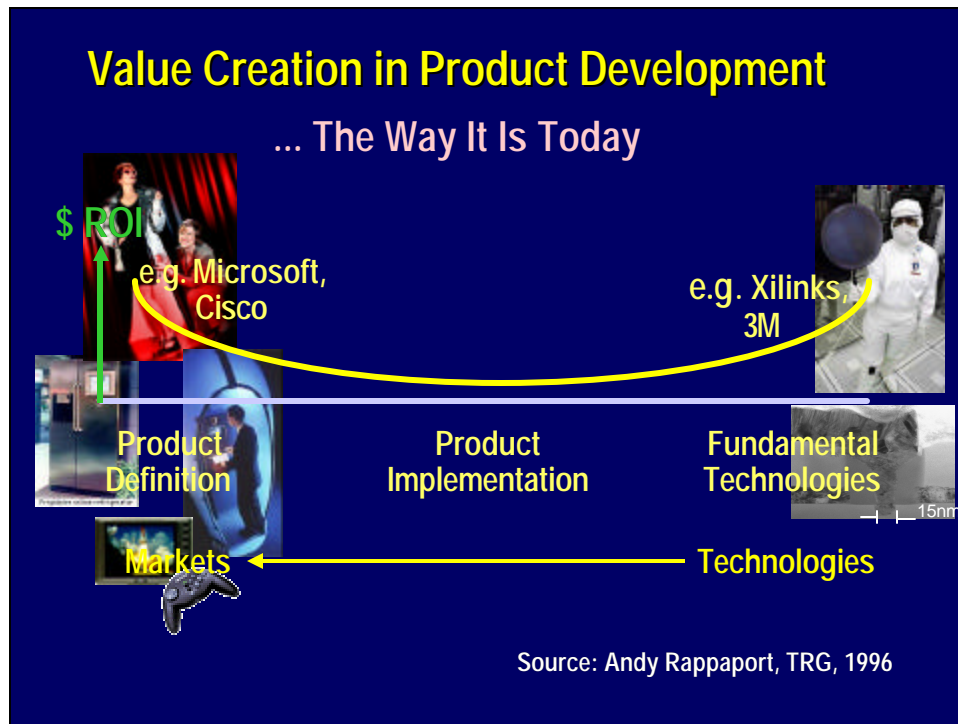 Value Creation in Product Development
... The Way It Is Today
$ ROI
e.g. Microsoft,
Cisco
e.g. Xilinks,
3M
Product
Definition
Product
Implementation
Fundamental
Technologies
15nm
Markets
Technologies
Source: Andy Rappaport, TRG, 1996